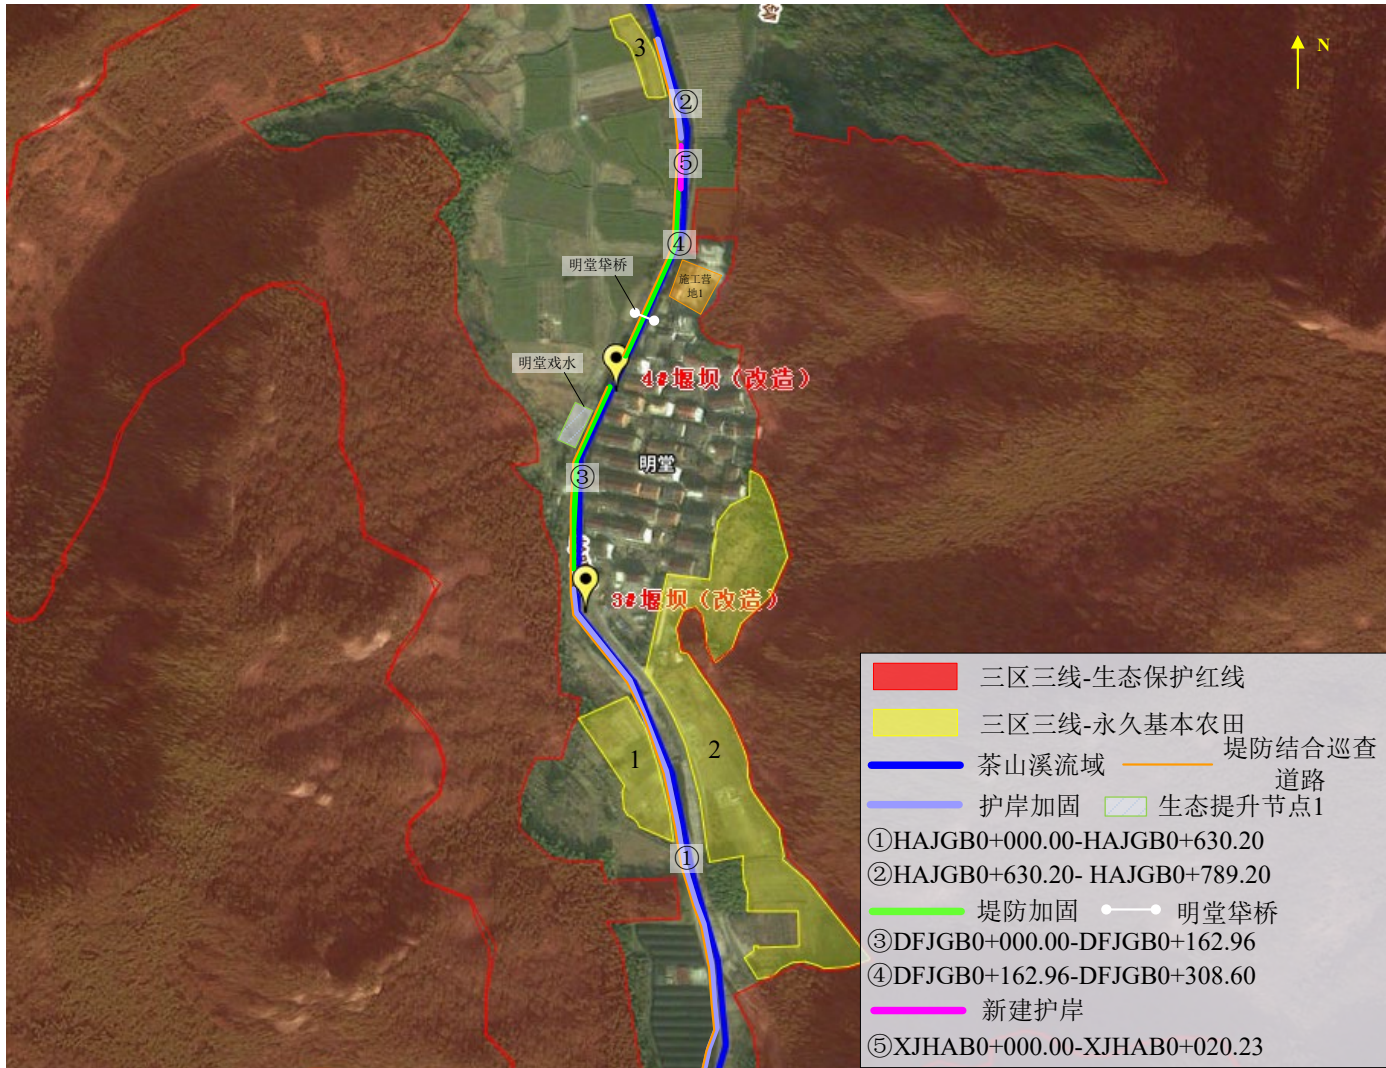 N
3
②
⑤
④
明堂牮桥
施工营
地1
明堂戏水
4#堰坝（改造）
明堂
③
3#堰坝（改造）
1
2
①
三区三线-生态保护红线
三区三线-永久基本农田
茶山溪流域
堤防结合巡查
道路
护岸加固
生态提升节点1
①HAJGB0+000.00-HAJGB0+630.20
②HAJGB0+630.20- HAJGB0+789.20
堤防加固
明堂牮桥
③DFJGB0+000.00-DFJGB0+162.96
④DFJGB0+162.96-DFJGB0+308.60
新建护岸
⑤XJHAB0+000.00-XJHAB0+020.23